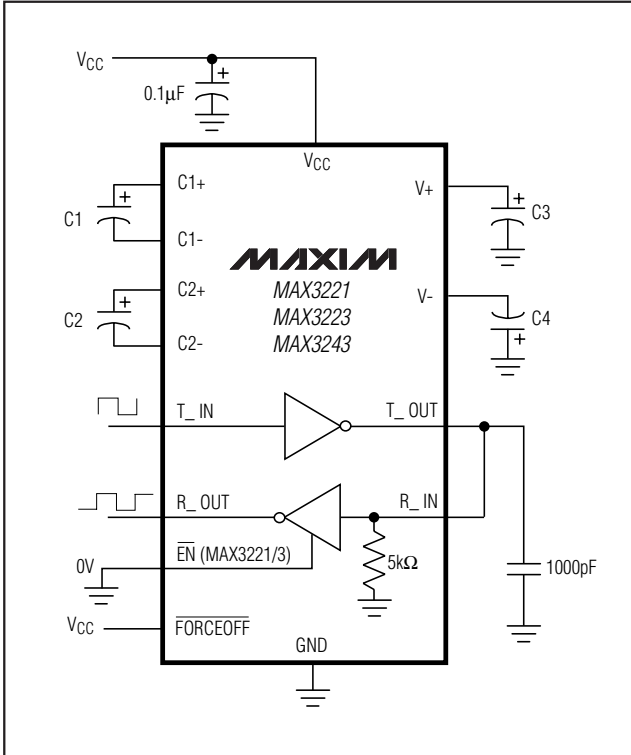 VCC
+
0.1μF
VCC
C1+
V+
+
+
C1
C3
C1-
MAXIM
C2+
MAX3221
V-
+
MAX3223
C2
C4
C2-
MAX3243
+
T_ IN
T_ OUT
R_ OUT
R_ IN
0V
EN (MAX3221/3)
5kΩ
1000pF
VCC
FORCEOFF
GND